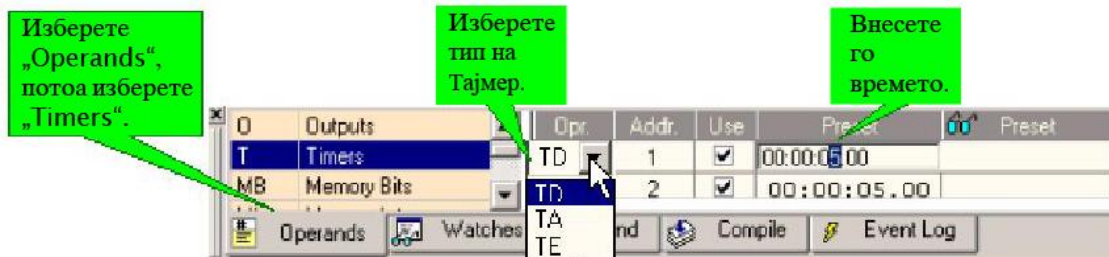 Изберете
„Operands“,
потоа изберете
„Timers“.
Изберете
тип на
Тајмер.
Внесете
го
времето.
O Outputs
T Timers
MB Memory Bits
Opr. Addr. Use Preset Preset
TD 1 00:00:05.00
TD 2 00:00:05.00
TA
TE
Operands Watches nd Compile Event Log